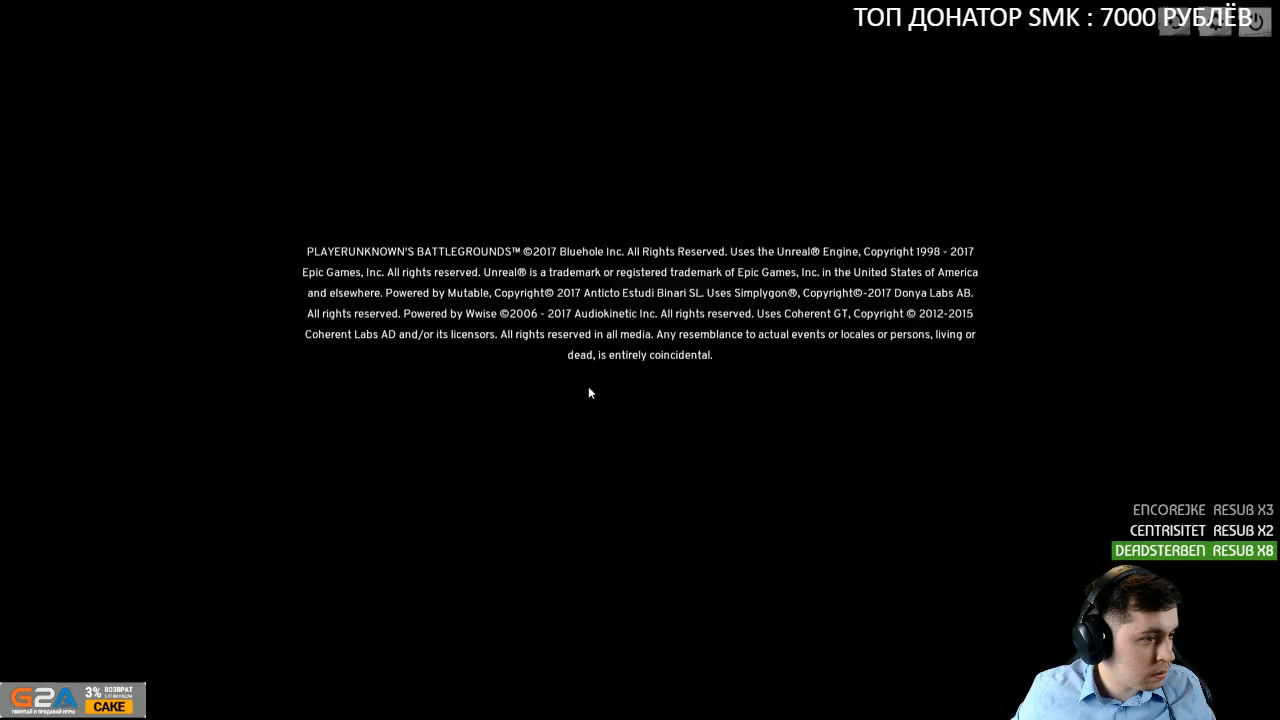 ТОП ДОНАТОР SMK : 7000 РУБЛЁВ
PLAYERUNKNOWN'S BATTLEGROUNDS™ ©2017 Bluehole Inc. All Rights Reserved. Uses the Unreal® Engine, Copyright 1998 - 2017
Epic Games, Inc. All rights reserved. Unreal® is a trademark or registered trademark of Epic Games, Inc. in the United States of America
and elsewhere. Powered by Mutable, Copyright© 2017 Anticto Estudi Binari SL. Uses Simplygon®, Copyright©-2017 Donya Labs AB.
All rights reserved. Powered by Wwise ©2006 - 2017 Audiokinetic Inc. All rights reserved. Uses Coherent GT, Copyright © 2012-2015
Coherent Labs AD and/or its licensors. All rights reserved in all media. Any resemblance to actual events or locales or persons, living or
dead, is entirely coincidental.
ENCOREJKE RESUB X3
CENTRISITET RESUB X2
DEADSTERBEN RESUB X8
G2A
ПОКУПАЙ И ПРОДАВАЙ ИГРЫ
3% ВОЗВРАТ
CAKE